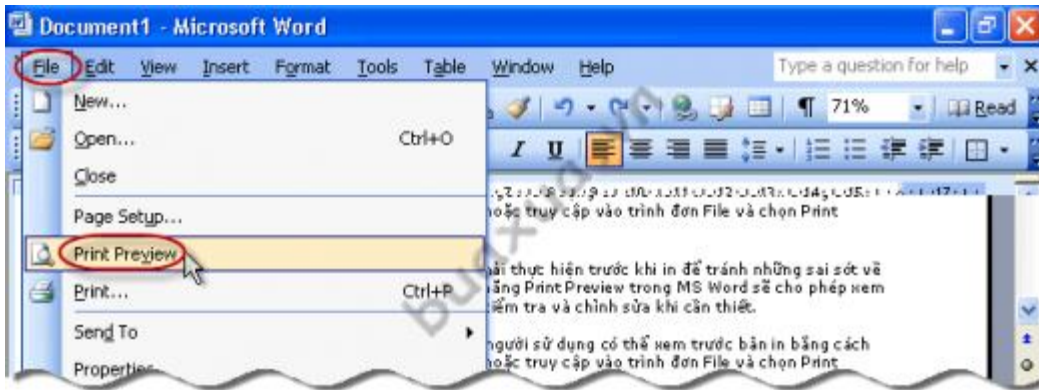 Document1 - Microsoft Word
File Edit View Insert Format Tools Table Window Help Type a question for help
New...
71% Read
Open... Ctrl+O
Close
Page Setup...
hoặc truy cập vào trình đơn File và chọn Print
Print Preview
thực hiện trước khi in để tránh những sai sót về
Print... Ctrl+P
Print Preview trong MS Word sẽ cho phép xem
tra và chỉnh sửa khi cần thiết.
Send To
người sử dụng có thể xem trước bản in bằng cách
Properties
hoặc truy cập vào trình đơn File và chọn Print
buaxua.vn